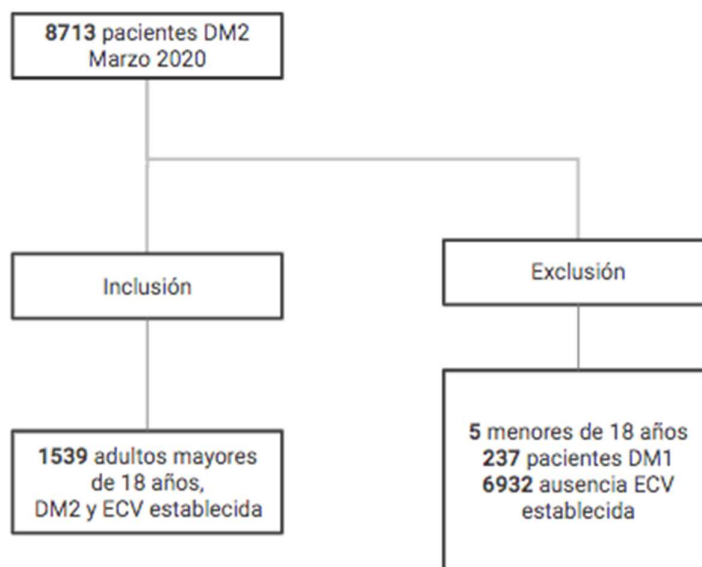 8713 pacientes DM2
Marzo 2020
Inclusión
Exclusión
1539 adultos mayores
de 18 años,
DM2 y ECV establecida
5 menores de 18 años
237 pacientes DM1
6932 ausencia ECV
establecida